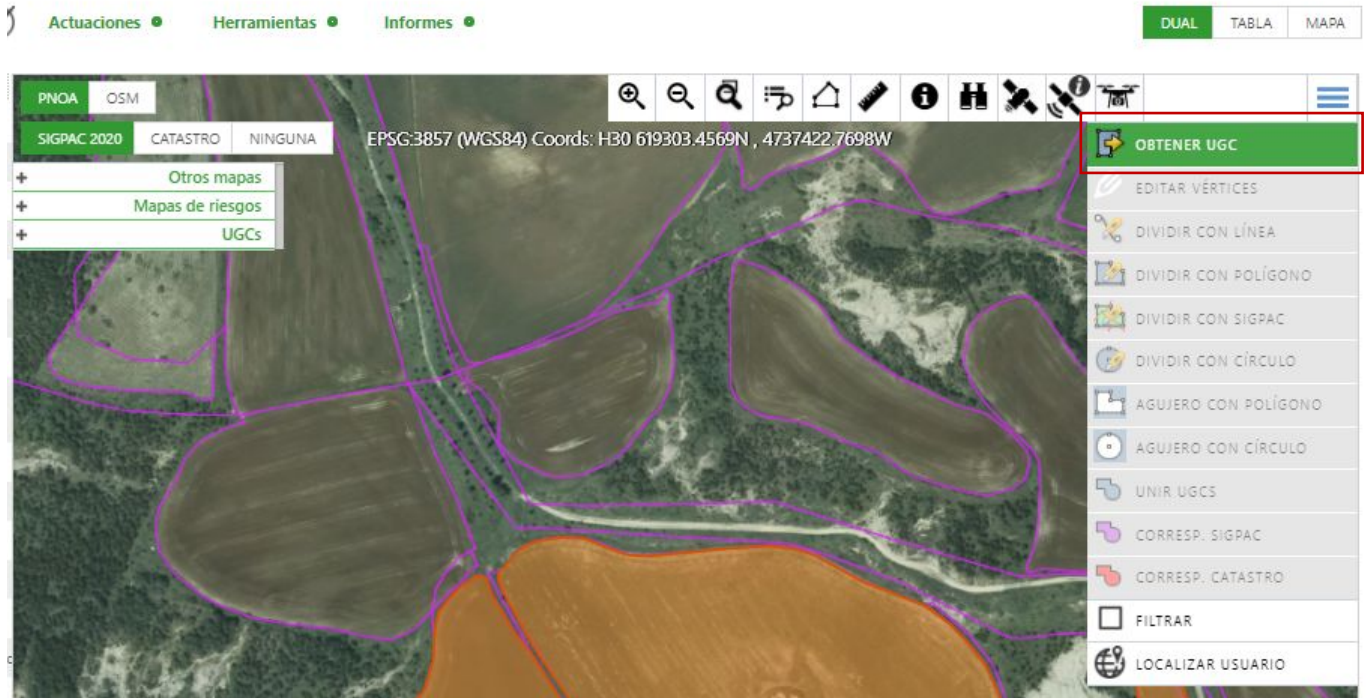 Actuaciones Herramientas Informes DUAL TABLA MAPA
PNOA OSM
SIGPAC 2020 CATASTRO NINGUNA EPSG:3857 (WGS84) Coords: H30 619303.4569N , 4737422.7698W
+ Otros mapas
+ Mapas de riesgos
+ UGCs
OBTENER UGC
EDITAR VÉRTICES
DIVIDIR CON LÍNEA
DIVIDIR CON POLÍGONO
DIVIDIR CON SIGPAC
DIVIDIR CON CÍRCULO
AGUJERO CON POLÍGONO
AGUJERO CON CÍRCULO
UNIR UGCS
CORRESP. SIGPAC
CORRESP. CATASTRO
FILTRAR
LOCALIZAR USUARIO